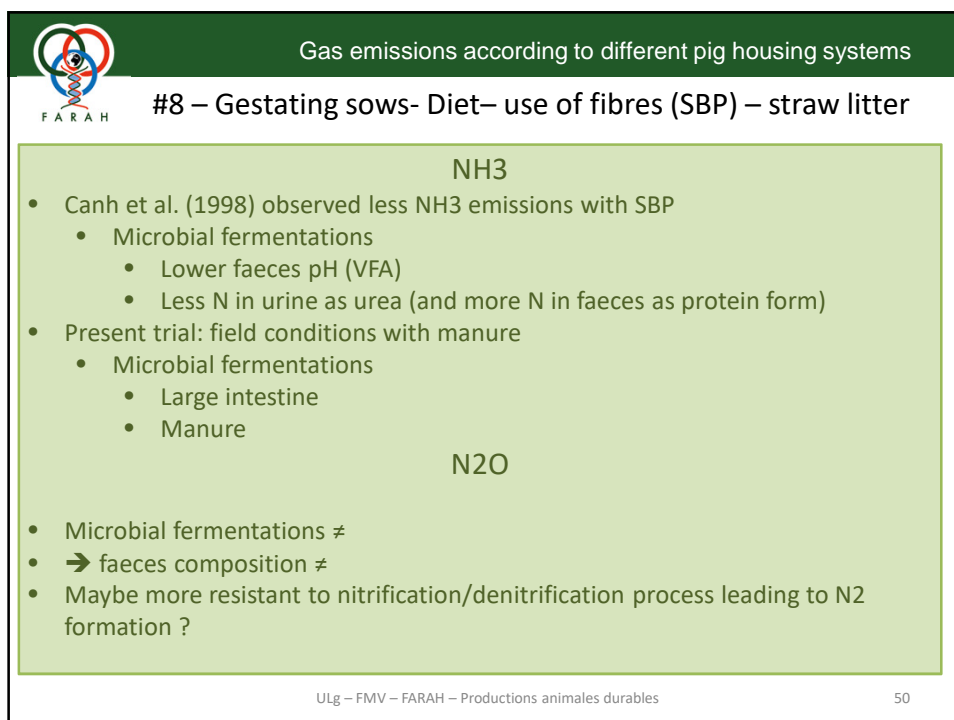 Gas emissions according to different pig housing systems
#8 – Gestating sows- Diet– use of fibres (SBP) – straw litter
FARAH
NH3
• Canh et al. (1998) observed less NH3 emissions with SBP
• Microbial fermentations
• Lower faeces pH (VFA)
• Less N in urine as urea (and more N in faeces as protein form)
• Present trial: field conditions with manure
• Microbial fermentations
• Large intestine
• Manure
N2O
• Microbial fermentations ≠
• ➔ faeces composition ≠
• Maybe more resistant to nitrification/denitrification process leading to N2
formation ?
ULg – FMV – FARAH – Productions animales durables
50